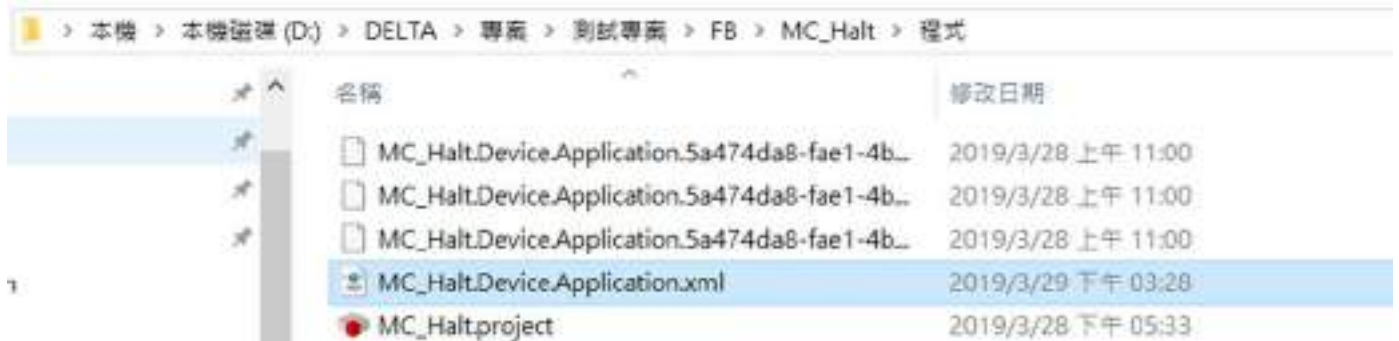 > 本機 > 本機磁碟 (D:) > DELTA > 專案 > 測試專案 > FB > MC_Halt > 程式
名稱 修改日期
MC_Halt.Device.Application.5a474da8-fae1-4b... 2019/3/28 上午 11:00
MC_Halt.Device.Application.5a474da8-fae1-4b... 2019/3/28 上午 11:00
MC_Halt.Device.Application.5a474da8-fae1-4b... 2019/3/28 上午 11:00
MC_Halt.Device.Application.xml 2019/3/29 下午 03:28
MC_Halt.project 2019/3/28 下午 05:33